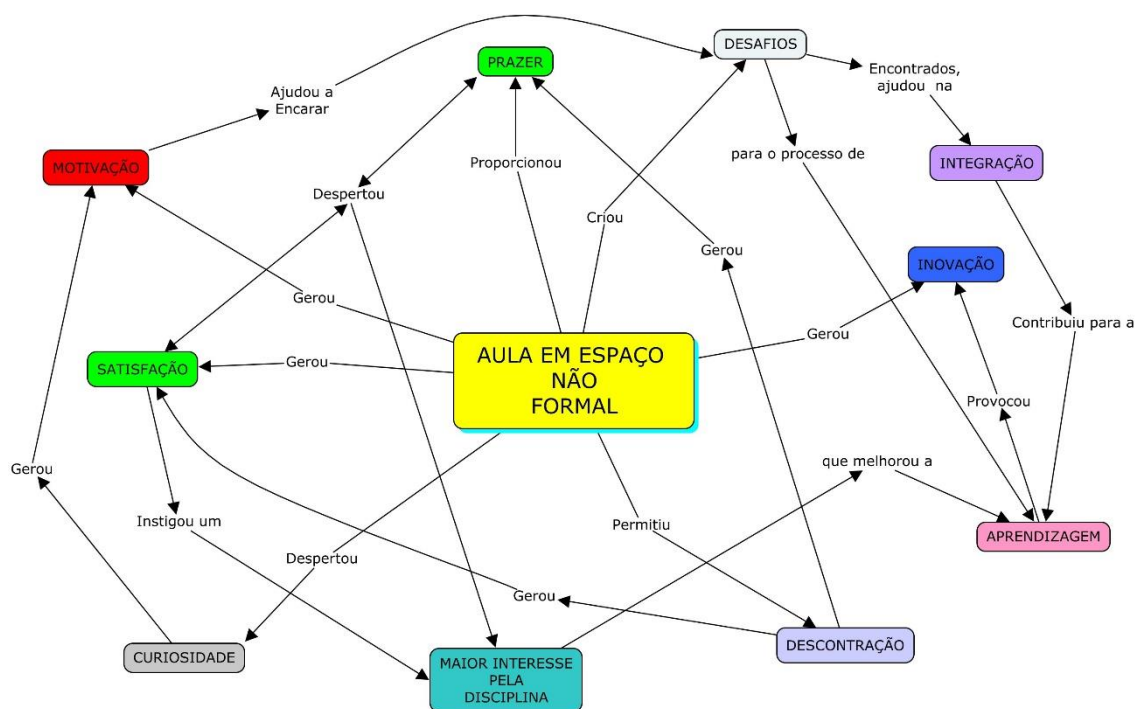 DESAFIOS
PRAZER
Encontrados,
ajudou na
Ajudou a
Encarar
MOTIVAÇÃO
Proporcionou
para o processo de
INTEGRAÇÃO
Despertou
Criou
Gerou
INOVAÇÃO
Gerou
Contribuiu para a
Gerou
AULA EM ESPAÇO
NÃO
FORMAL
SATISFAÇÃO
Gerou
Provocou
Gerou
que melhorou a
Instigou um
Permitiu
APRENDIZAGEM
Despertou
Gerou
CURIOSIDADE
MAIOR INTERESSE
PELA
DISCIPLINA
DESCONTRAÇÃO